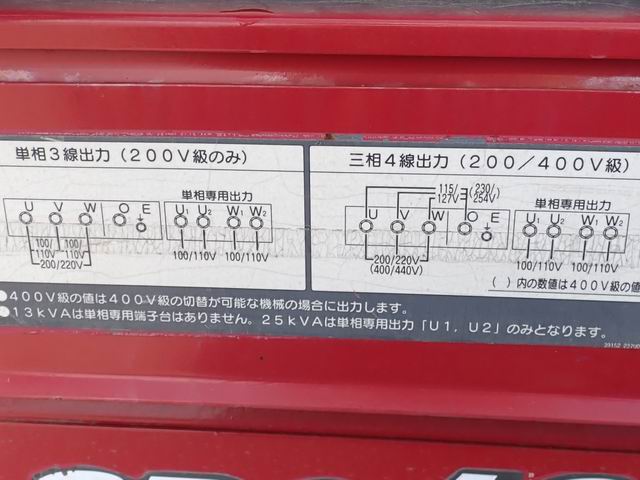 単相3線出力(200V級のみ)
単相専用出力
U V W O E U₁ U₂ W₁ W₂
100/110V 100/110V 100/110V 100/110V
200/220V
三相4線出力(200/400V級)
115/127V (230/254V)
単相専用出力
U V W O E U₁ U₂ W₁ W₂
200/220V (400/440V) 100/110V 100/110V
( )内の数値は400V級の値
●400V級の値は400V級の切替が可能な機械の場合に出力します。
●13kVAは単相専用端子台はありません。25kVAは単相専用出力「U1, U2」のみとなります。